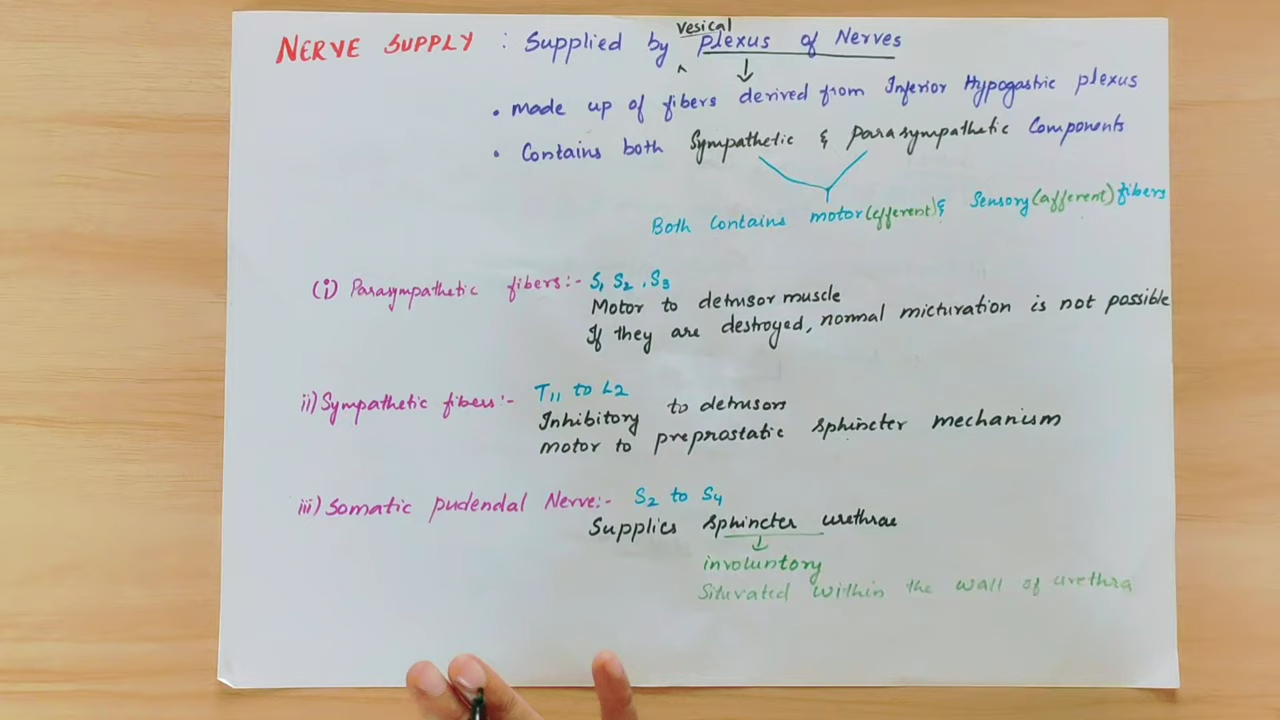 NERVE SUPPLY : Supplied by vesical plexus of Nerves
• made up of fibers derived from Inferior Hypogastric plexus
• Contains both Sympathetic & parasympathetic Components
Both Contains motor(efferent) & Sensory(afferent) fibers
(i) Parasympathetic fibers:- S1 S2 , S3
Motor to detrusor muscle
If they are destroyed, normal micturation is not possible
ii) Sympathetic fibers:- T11 to L2
Inhibitory to detrusors
motor to preprostatic sphincter mechanism
iii) Somatic pudendal Nerve:- S2 to S4
Supplies sphincter urethrae
involuntory
Situvated within the wall of urethra